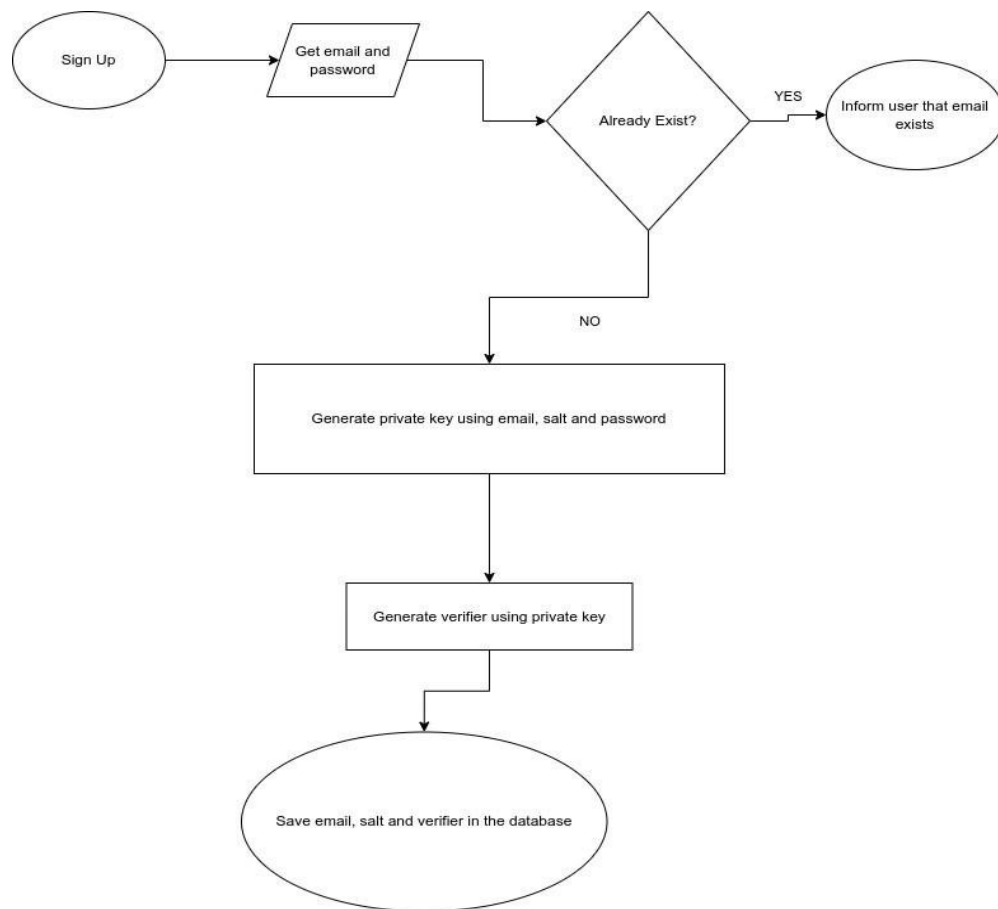 Sign Up
Get email and
password
Already Exist?
YES
Inform user that email
exists
NO
Generate private key using email, salt and password
Generate verifier using private key
Save email, salt and verifier in the database